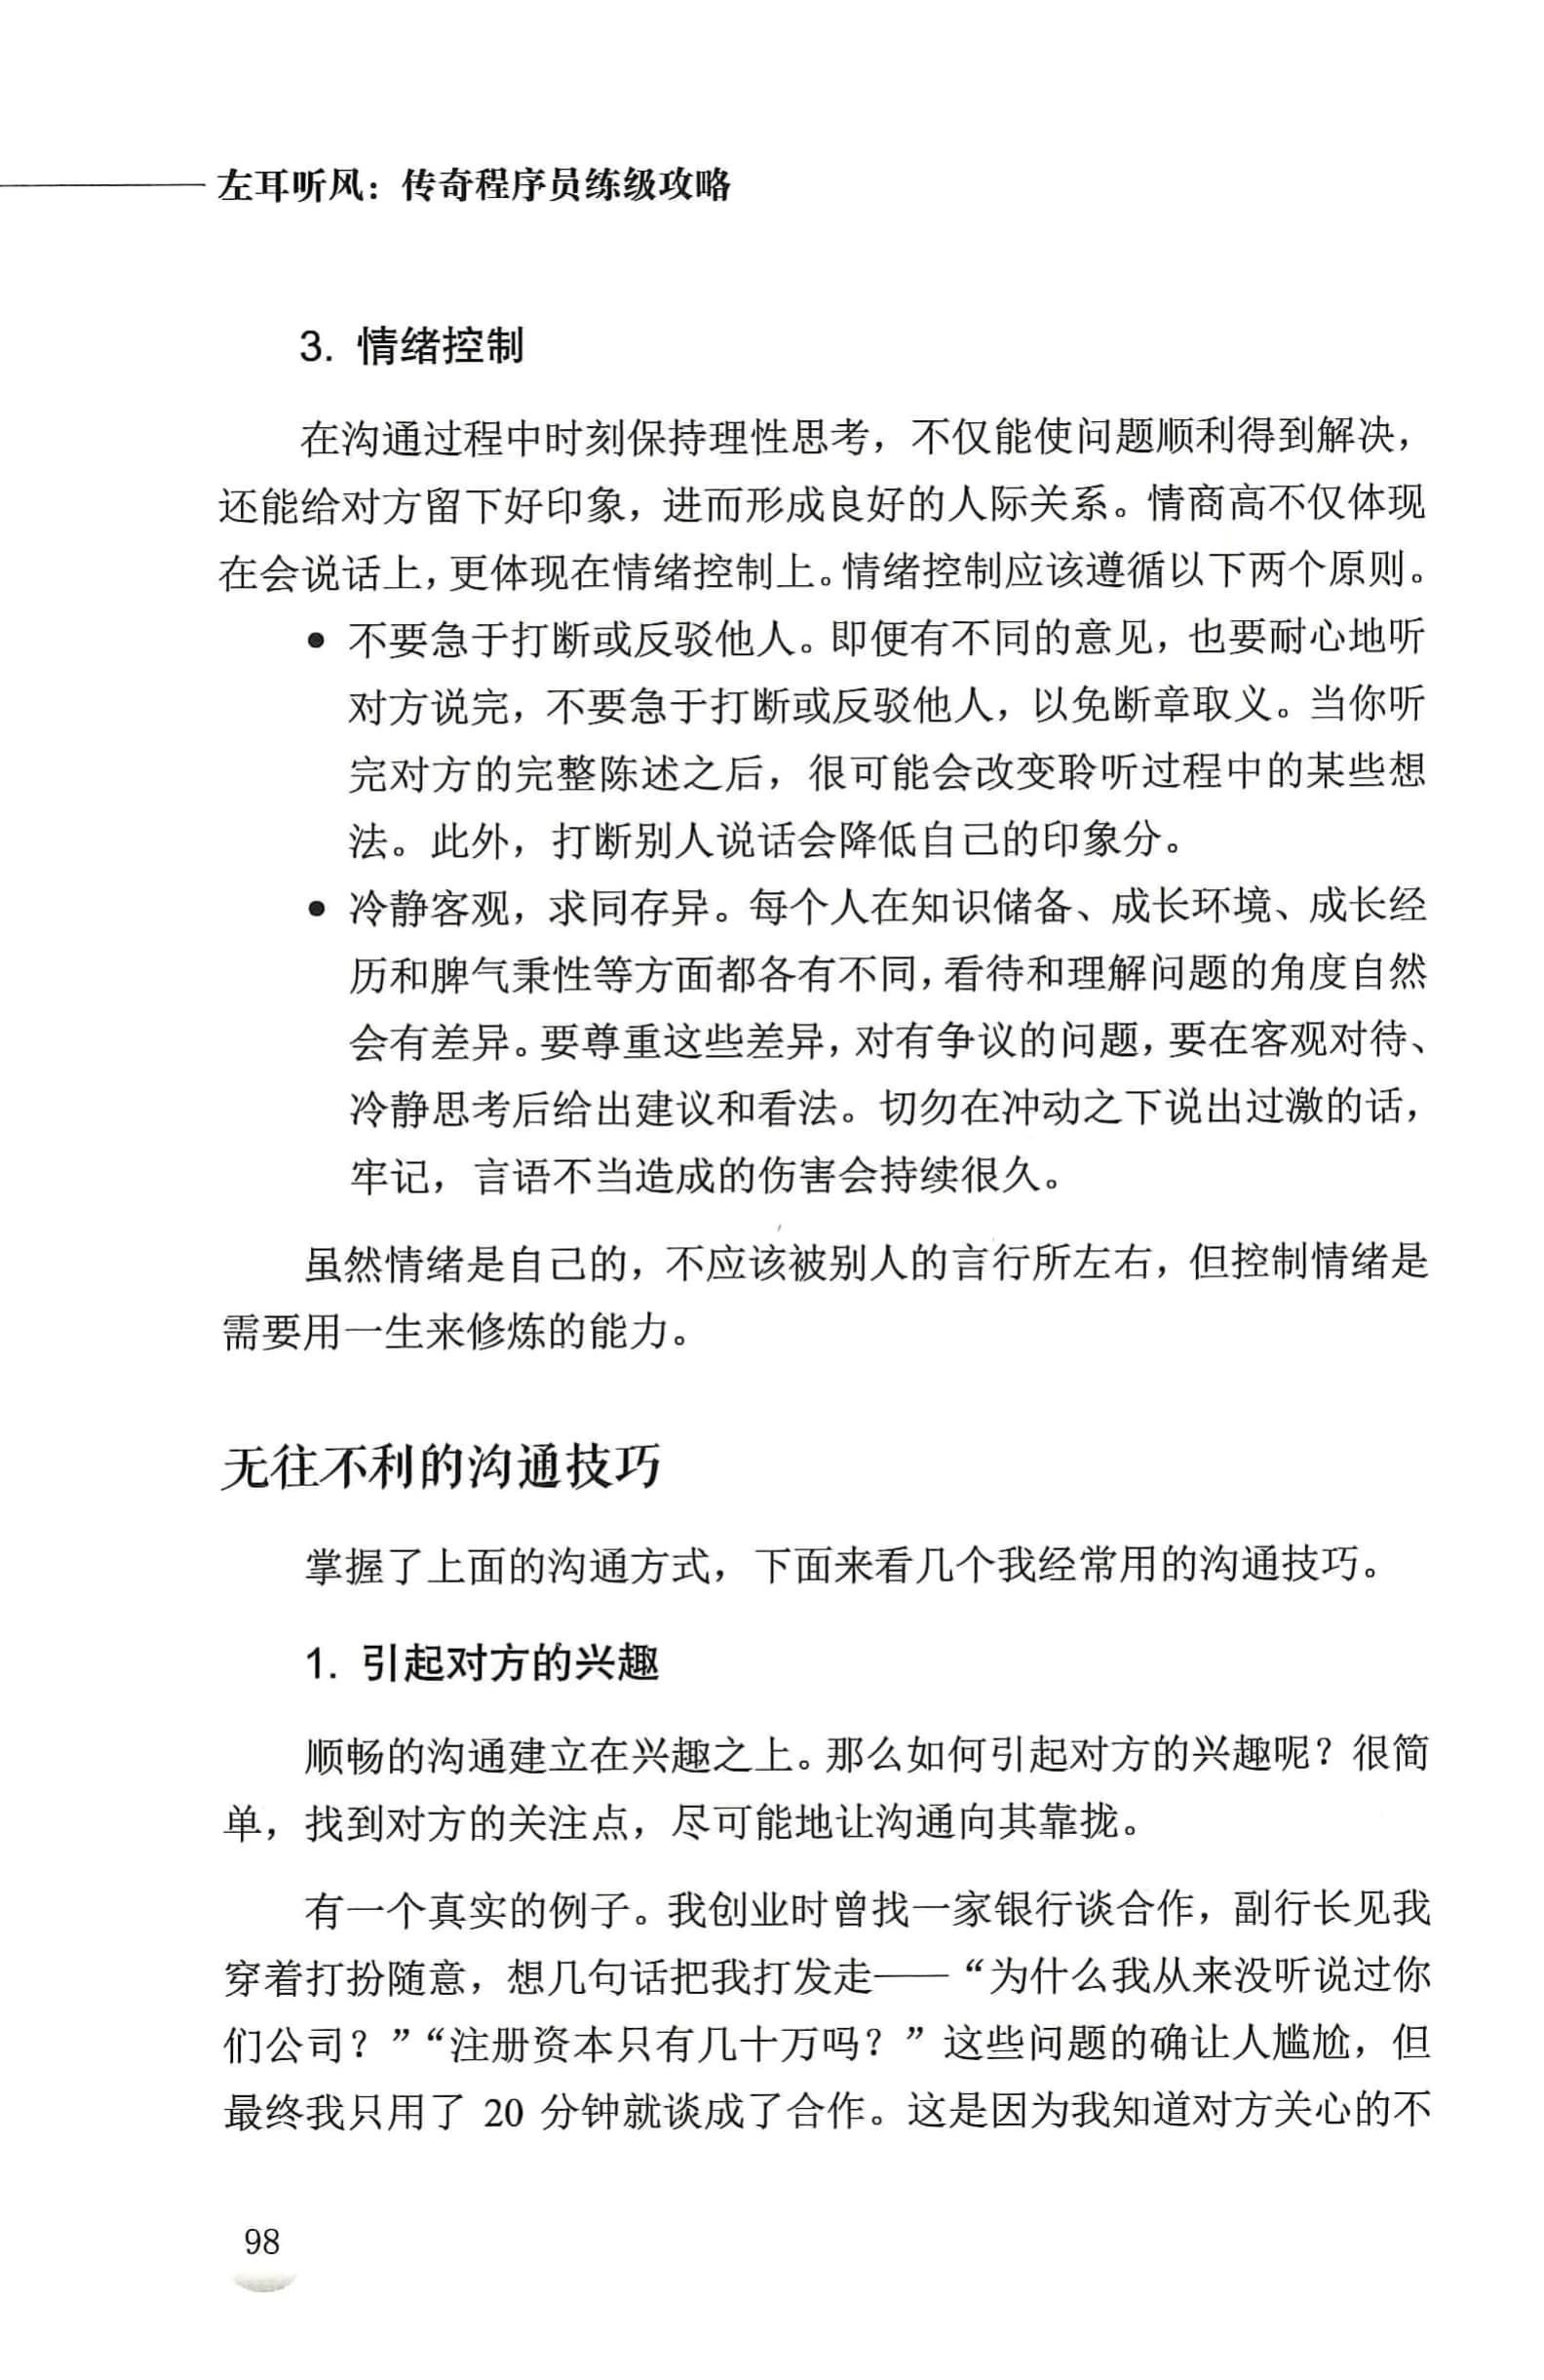 左耳听风：传奇程序员练级攻略
3. 情绪控制
在沟通过程中时刻保持理性思考，不仅能使问题顺利得到解决，
还能给对方留下好印象，进而形成良好的人际关系。情商高不仅体现
在会说话上，更体现在情绪控制上。情绪控制应该遵循以下两个原则。
● 不要急于打断或反驳他人。即便有不同的意见，也要耐心地听
对方说完，不要急于打断或反驳他人，以免断章取义。当你听
完对方的完整陈述之后，很可能会改变聆听过程中的某些想
法。此外，打断别人说话会降低自己的印象分。
● 冷静客观，求同存异。每个人在知识储备、成长环境、成长经
历和脾气秉性等方面都各有不同，看待和理解问题的角度自然
会有差异。要尊重这些差异，对有争议的问题，要在客观对待、
冷静思考后给出建议和看法。切勿在冲动之下说出过激的话，
牢记，言语不当造成的伤害会持续很久。
虽然情绪是自己的，不应该被别人的言行所左右，但控制情绪是
需要用一生来修炼的能力。
无往不利的沟通技巧
掌握了上面的沟通方式，下面来看几个我经常用的沟通技巧。
1. 引起对方的兴趣
顺畅的沟通建立在兴趣之上。那么如何引起对方的兴趣呢？很简
单，找到对方的关注点，尽可能地让沟通向其靠拢。
有一个真实的例子。我创业时曾找一家银行谈合作，副行长见我
穿着打扮随意，想几句话把我打发走——“为什么我从来没听说过你
们公司？”“注册资本只有几十万吗？”这些问题的确让人尴尬，但
最终我只用了 20 分钟就谈成了合作。这是因为我知道对方关心的不
98